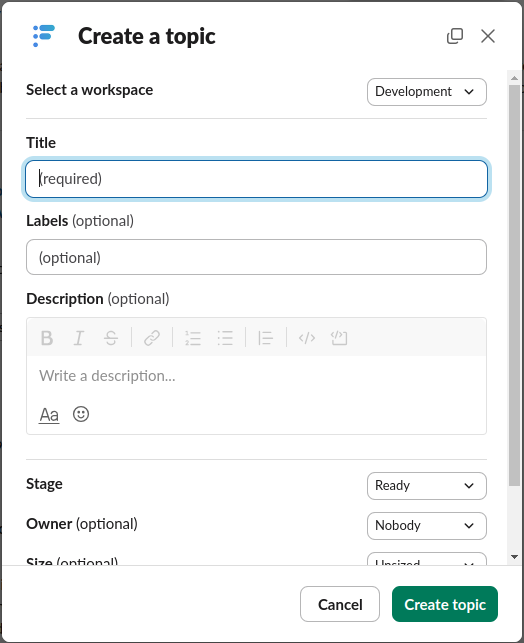 Create a topic
Select a workspace
Development
Title
(required)
Labels (optional)
(optional)
Description (optional)
Write a description...
Aa
Stage
Ready
Owner (optional)
Nobody
Size (optional)
Unsized
Cancel
Create topic